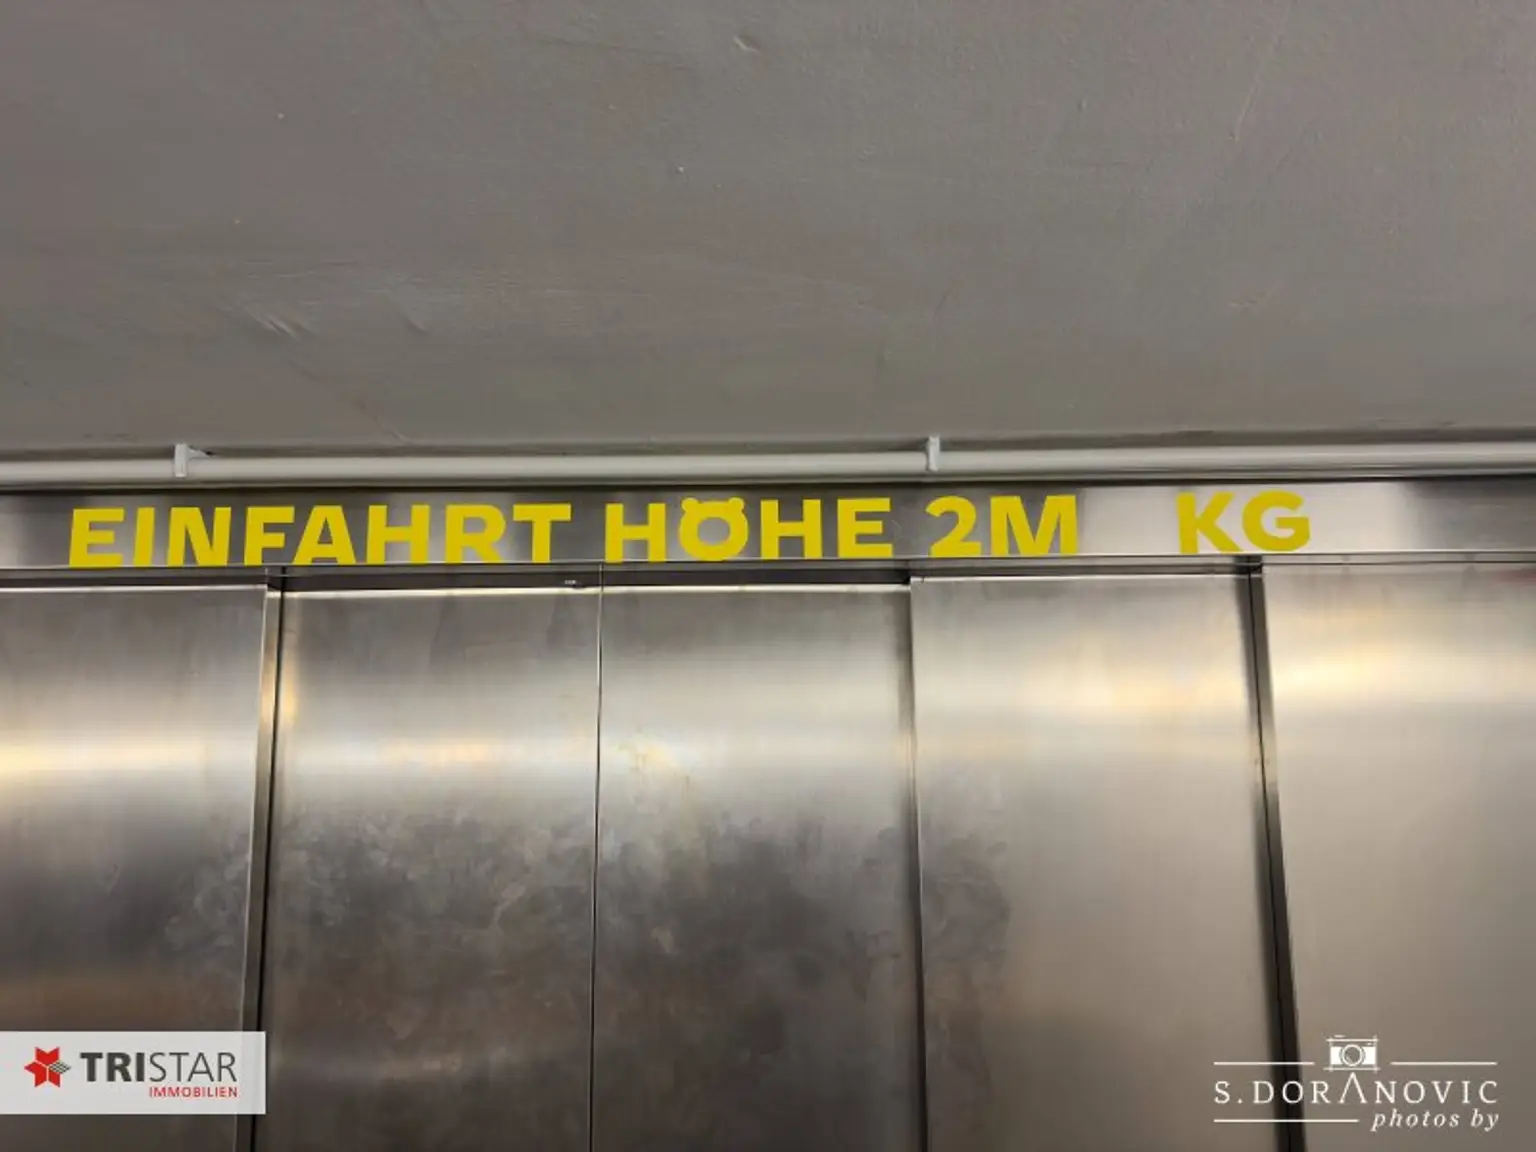 EINFAHRT HÖHE 2M KG
TRISTAR
IMMOBILIEN
S.DORANOVIC
photos by